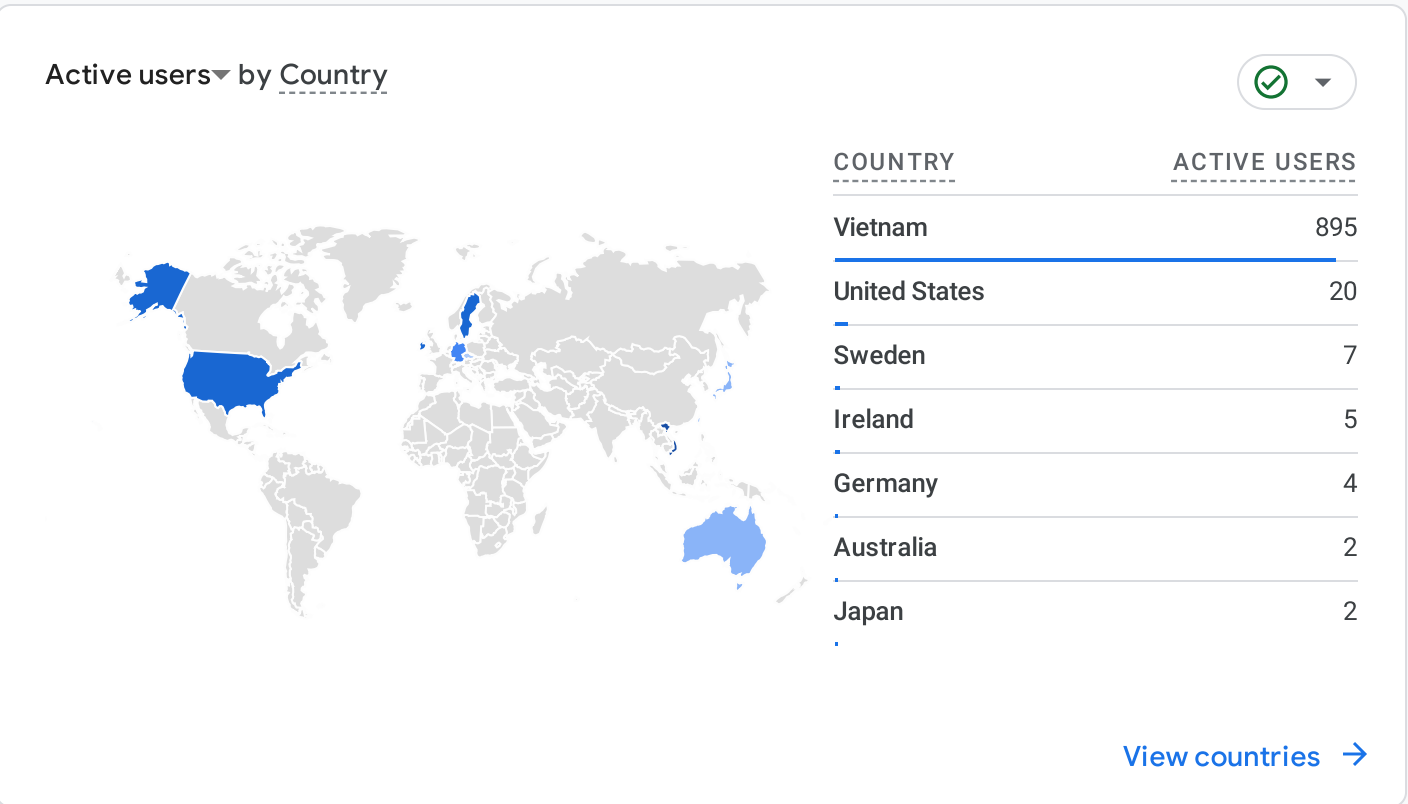 Active users by Country
COUNTRY ACTIVE USERS
Vietnam 895
United States 20
Sweden 7
Ireland 5
Germany 4
Australia 2
Japan 2
View countries